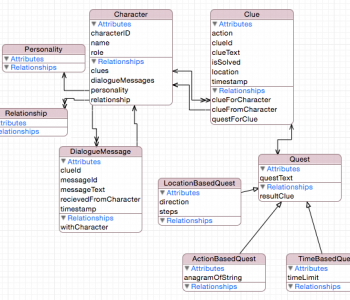 Character
Attributes
characterID
name
role
Relationships
clues
dialogueMessages
personality
relationship
Clue
Attributes
action
clueId
clueText
isSolved
location
timestamp
Relationships
clueForCharacter
clueFromCharacter
questForClue
Personality
Attributes
Relationships
Relationship
Attributes
Relationships
DialogueMessage
Attributes
clueId
messageId
messageText
recievedFromCharacter
timestamp
Relationships
withCharacter
Quest
Attributes
questText
Relationships
resultClue
LocationBasedQuest
Attributes
direction
steps
Relationships
ActionBasedQuest
Attributes
anagramOfString
Relationships
TimeBasedQuest
Attributes
timeLimit
Relationships